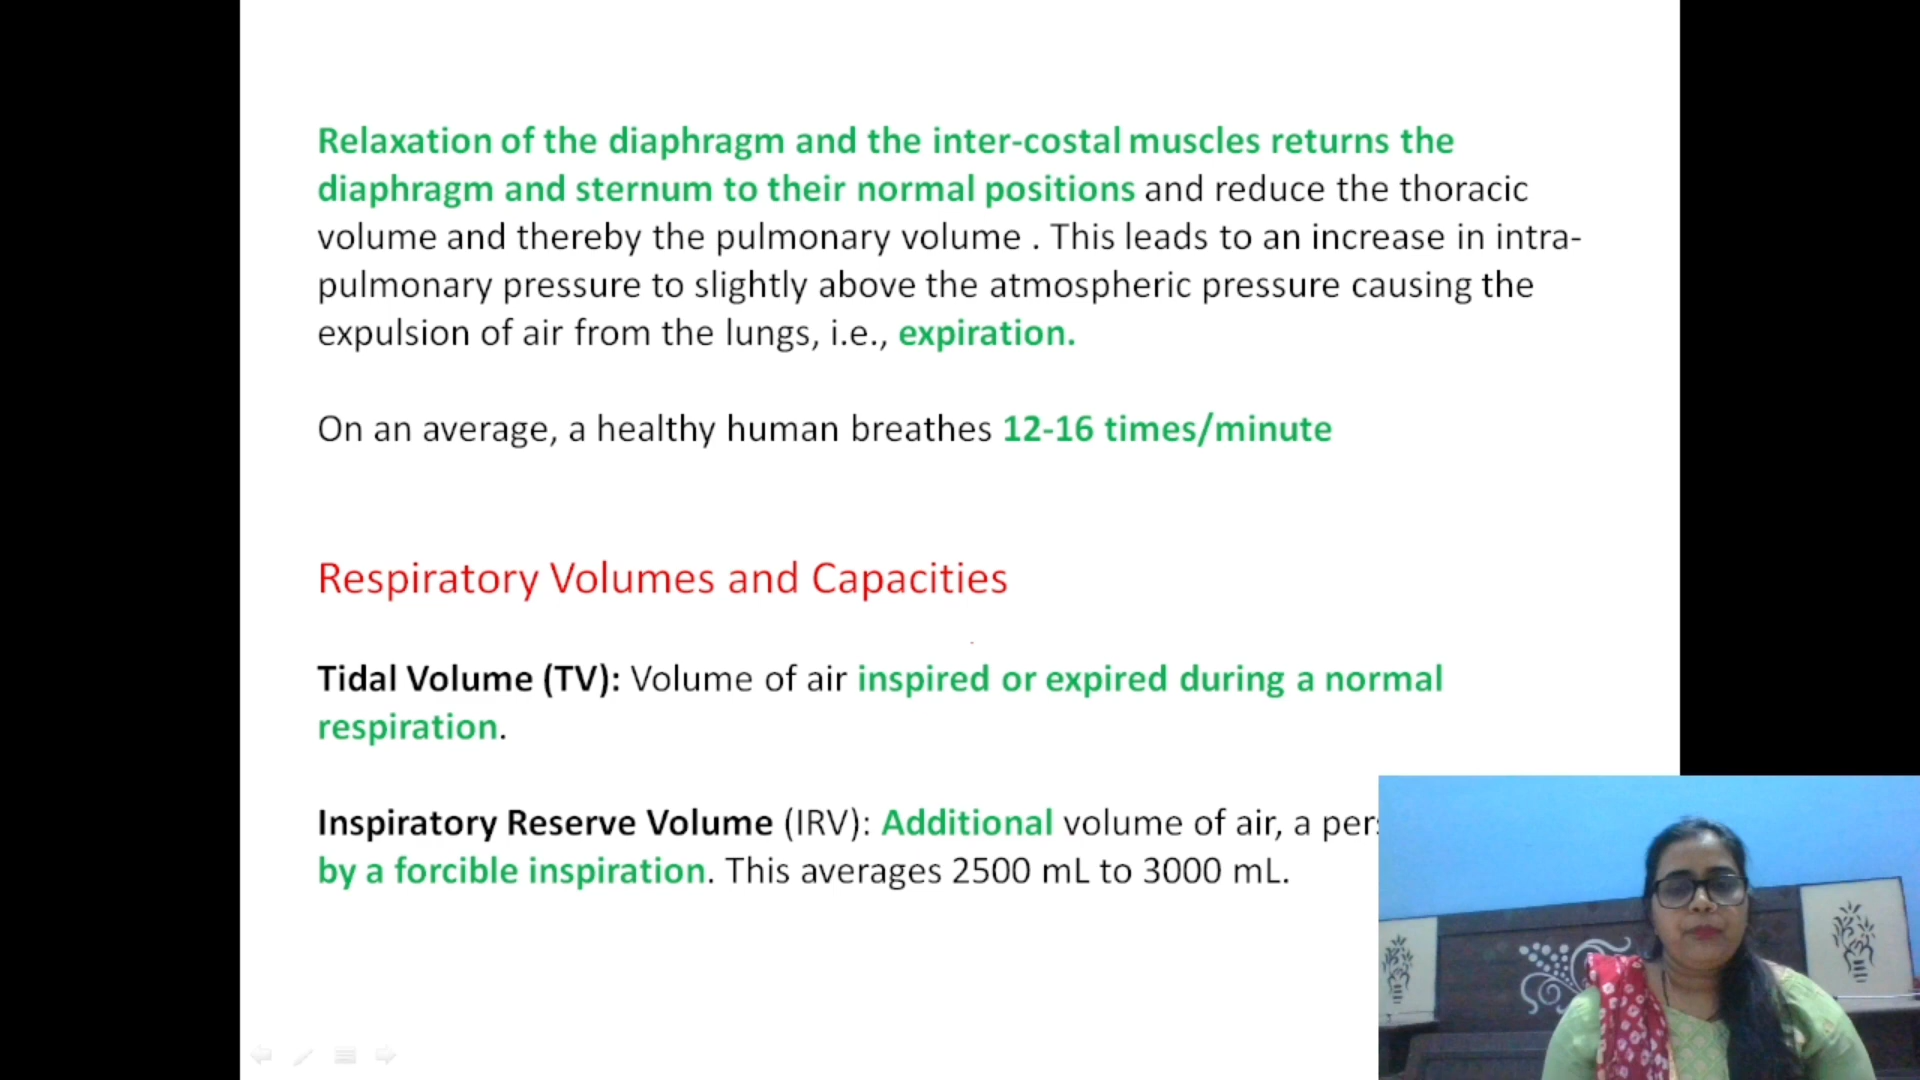 Relaxation of the diaphragm and the inter-costal muscles returns the
diaphragm and sternum to their normal positions and reduce the thoracic
volume and thereby the pulmonary volume . This leads to an increase in intra-
pulmonary pressure to slightly above the atmospheric pressure causing the
expulsion of air from the lungs, i.e., expiration.
On an average, a healthy human breathes 12-16 times/minute
Respiratory Volumes and Capacities
Tidal Volume (TV): Volume of air inspired or expired during a normal
respiration.
Inspiratory Reserve Volume (IRV): Additional volume of air, a
by a forcible inspiration. This averages 2500 mL to 3000 mL.